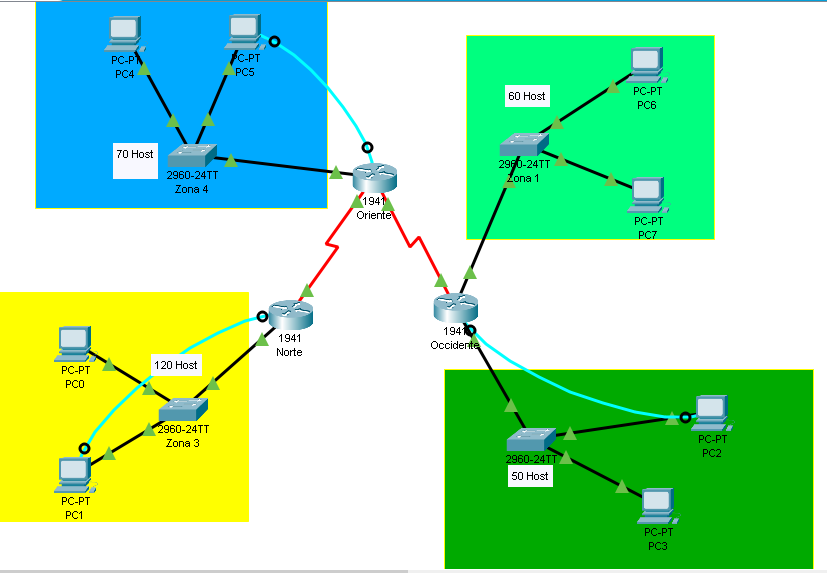 PC-PT
PC4
PC-PT
PC5
70 Host
2960-24TT
Zona 4
1941
Oriente
60 Host
PC-PT
PC6
2960-24TT
Zona 1
PC-PT
PC7
1941
Norte
1941
Occidente
120 Host
PC-PT
PC0
2960-24TT
Zona 3
PC-PT
PC1
PC-PT
PC2
2960-24TT
50 Host
PC-PT
PC3